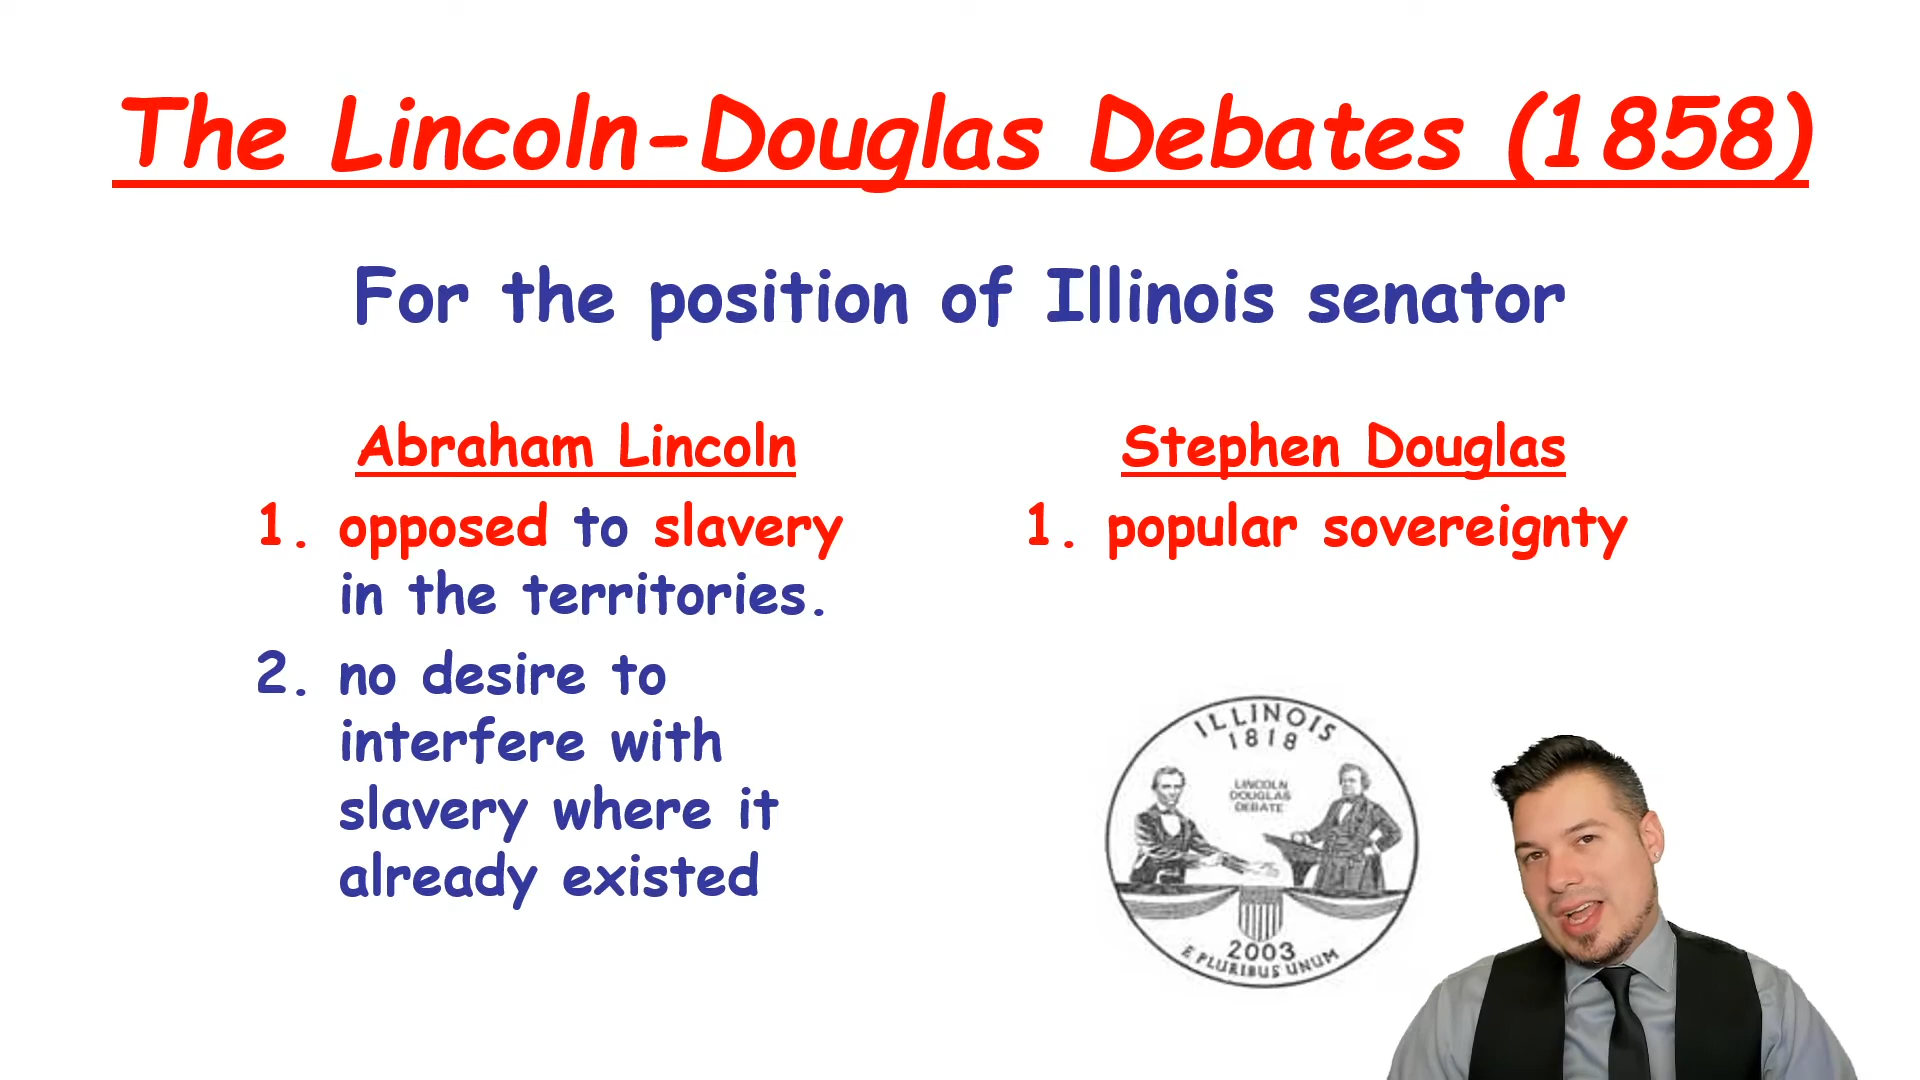 The Lincoln-Douglas Debates (1858)
For the position of Illinois senator
Abraham Lincoln
1. opposed to slavery
in the territories.
2. no desire to
interfere with
slavery where it
already existed
Stephen Douglas
1. popular sovereignty
ILLINOIS
1818
LINCOLN
DOUGLAS
DEBATE
2003
E PLURIBUS UNUM